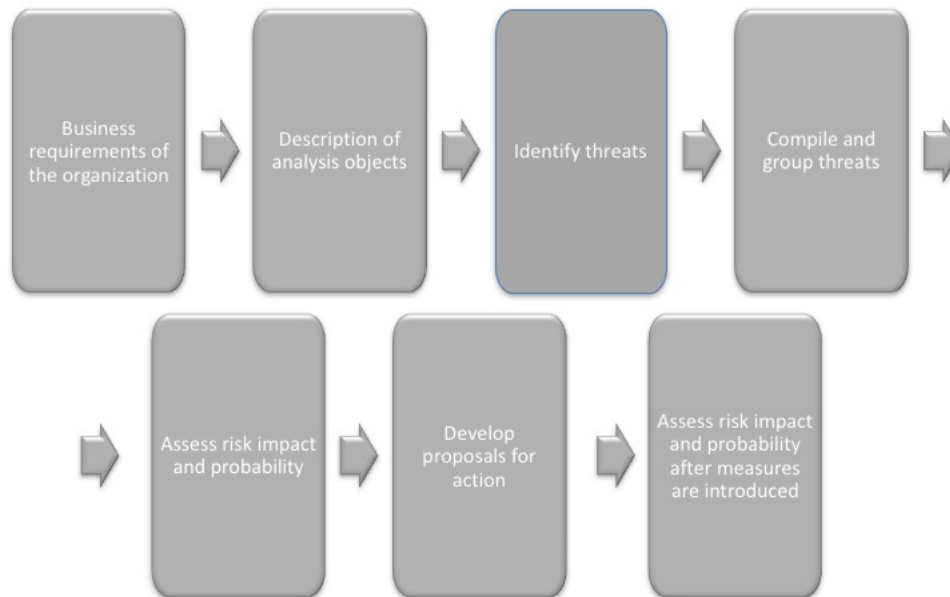 Business
requirements of
the organization
Description of
analysis objects
Identify threats
Compile and
group threats
Assess risk impact
and probability
Develop
proposals for
action
Assess risk impact
and probability
after measures
are introduced